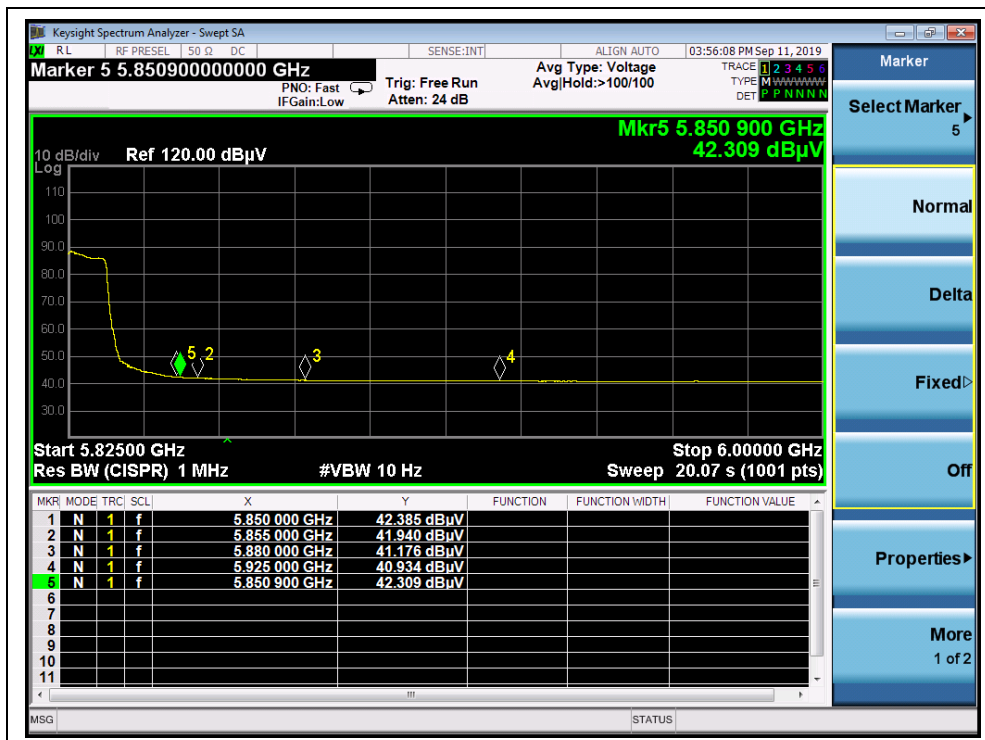 Keysight Spectrum Analyzer - Swept SA
LXI RL RF PRESEL 50 Ω DC SENSE:INT ALIGN AUTO 03:56:08 PM Sep 11, 2019
Marker 5 5.850900000000 GHz
PNO: Fast
IFGain:Low
Trig: Free Run
Atten: 24 dB
Avg Type: Voltage
Avg|Hold:>100/100
TRACE 1 2 3 4 5 6
TYPE M W W W W W
DET P P N N N N
Mkr5 5.850 900 GHz
42.309 dBµV
10 dB/div Ref 120.00 dBµV
Log
110
100
90.0
80.0
70.0
60.0
50.0
40.0
30.0
5 2 3 4
Start 5.82500 GHz Stop 6.00000 GHz
Res BW (CISPR) 1 MHz #VBW 10 Hz Sweep 20.07 s (1001 pts)
MKR MODE TRC SCL X Y FUNCTION FUNCTION WIDTH FUNCTION VALUE
1 N 1 f 5.850 000 GHz 42.385 dBµV
2 N 1 f 5.855 000 GHz 41.940 dBµV
3 N 1 f 5.880 000 GHz 41.176 dBµV
4 N 1 f 5.925 000 GHz 40.934 dBµV
5 N 1 f 5.850 900 GHz 42.309 dBµV
6
7
8
9
10
11
MSG STATUS
Marker
Select Marker
5
Normal
Delta
Fixed
Off
Properties
More
1 of 2